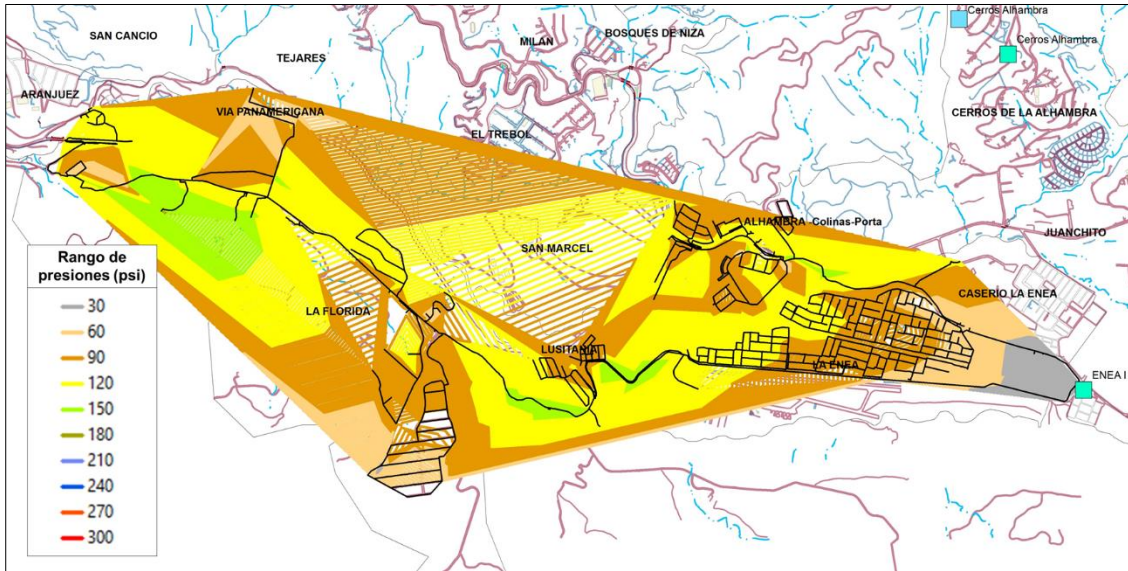 Cerros Alhambra
SAN CANCIO
MILAN
BOSQUES DE NIZA
Cerros Alhambra
TEJARES
ARANJUEZ
VIA PANAMERICANA
CERROS DE LA ALHAMBRA
EL TREBOL
ALHAMBRA -Colinas-Porta
JUANCHITO
SAN MARCEL
Rango de
presiones (psi)
30
60
90
120
150
180
210
240
270
300
CASERIO LA ENEA
LA FLORIDA
LUSITANIA
LA ENEA
ENEA I